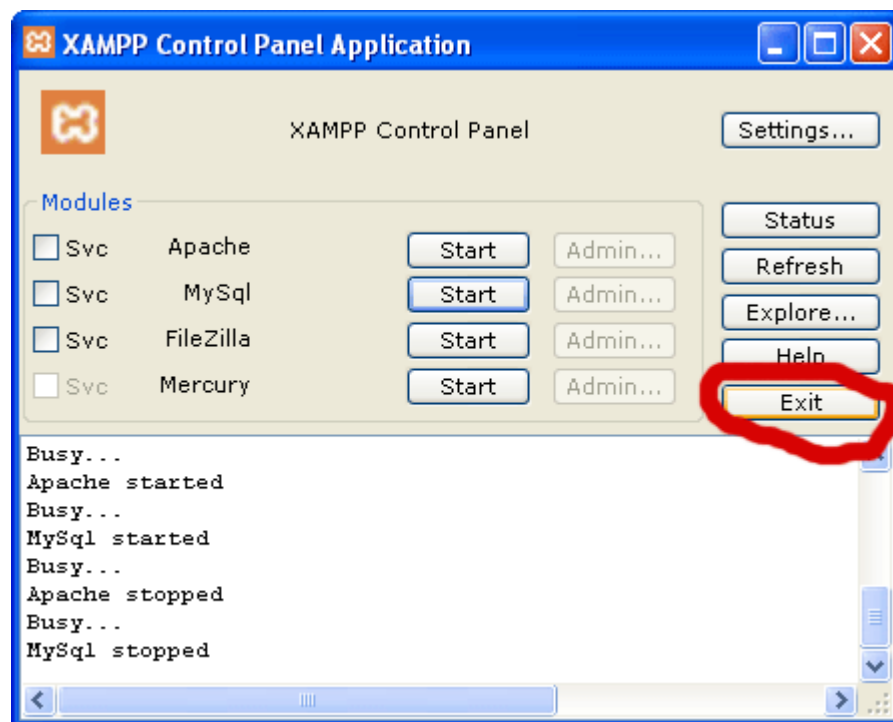 XAMPP Control Panel Application
XAMPP Control Panel
Settings...
Modules
Svc Apache Start Admin...
Svc MySql Start Admin...
Svc FileZilla Start Admin...
Svc Mercury Start Admin...
Status
Refresh
Explore...
Help
Exit
Busy...
Apache started
Busy...
MySql started
Busy...
Apache stopped
Busy...
MySql stopped